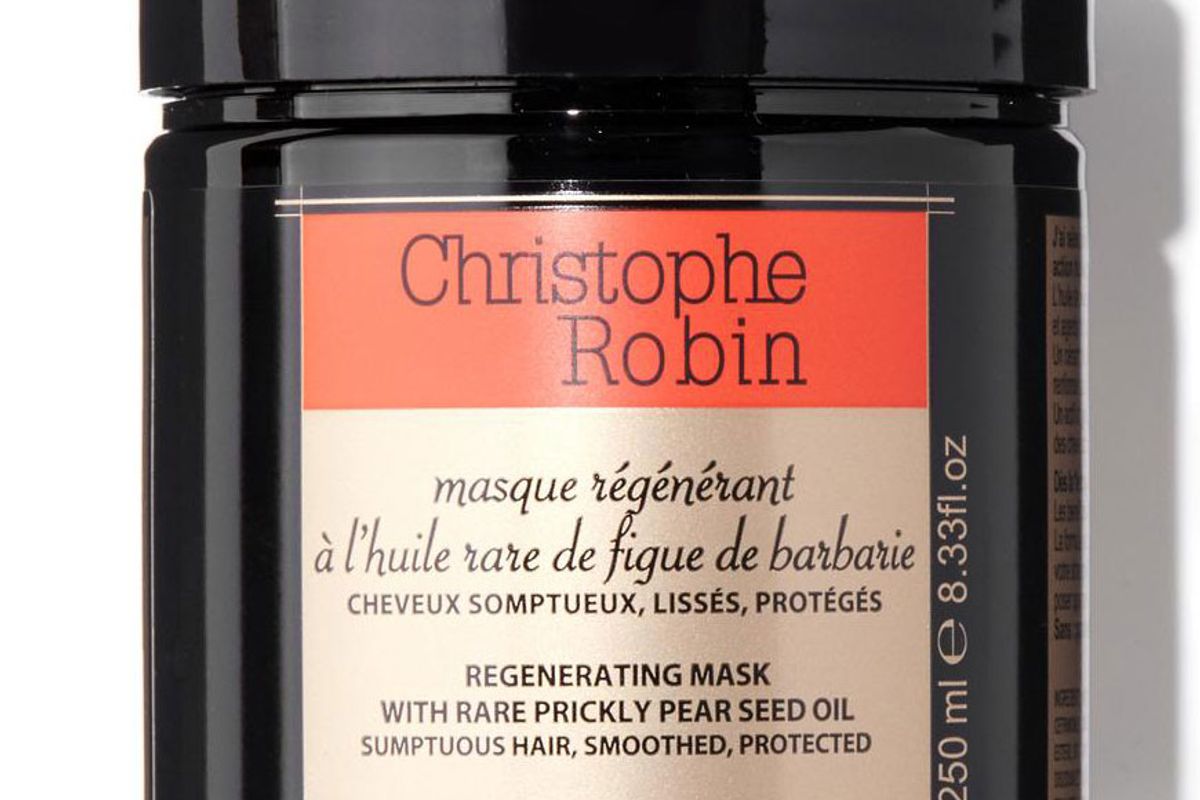 Christophe
Robin
masque régénérant
à l'huile rare de figue de barbarie
CHEVEUX SOMPTUEUX, LISSÉS, PROTÉGÉS
REGENERATING MASK
WITH RARE PRICKLY PEAR SEED OIL
SUMPTUOUS HAIR, SMOOTHED, PROTECTED
250 ml e 8.33fl.oz